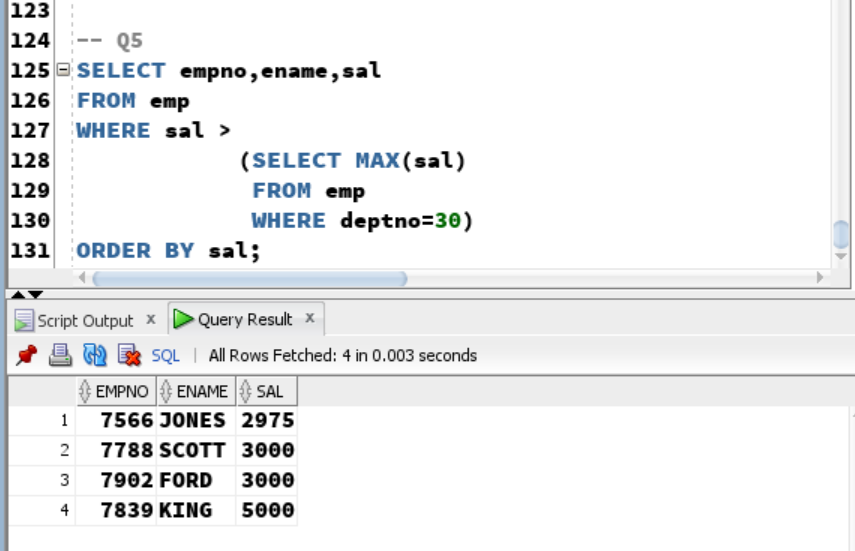 123
124 -- Q5
125 SELECT empno,ename,sal
126 FROM emp
127 WHERE sal >
128 (SELECT MAX(sal)
129 FROM emp
130 WHERE deptno=30)
131 ORDER BY sal;
Script Output x Query Result x
SQL | All Rows Fetched: 4 in 0.003 seconds
EMPNO ENAME SAL
1 7566 JONES 2975
2 7788 SCOTT 3000
3 7902 FORD 3000
4 7839 KING 5000